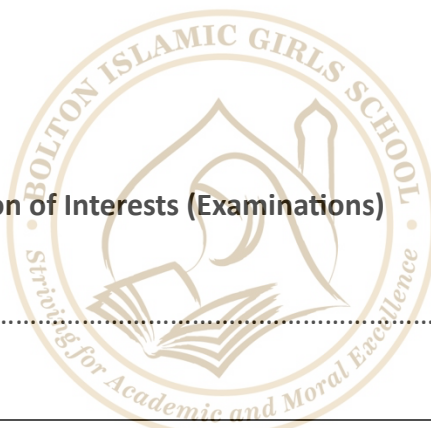 BOLTON ISLAMIC GIRLS SCHOOL
on of Interests (Examinations)
Striving for Academic and Moral Excellence